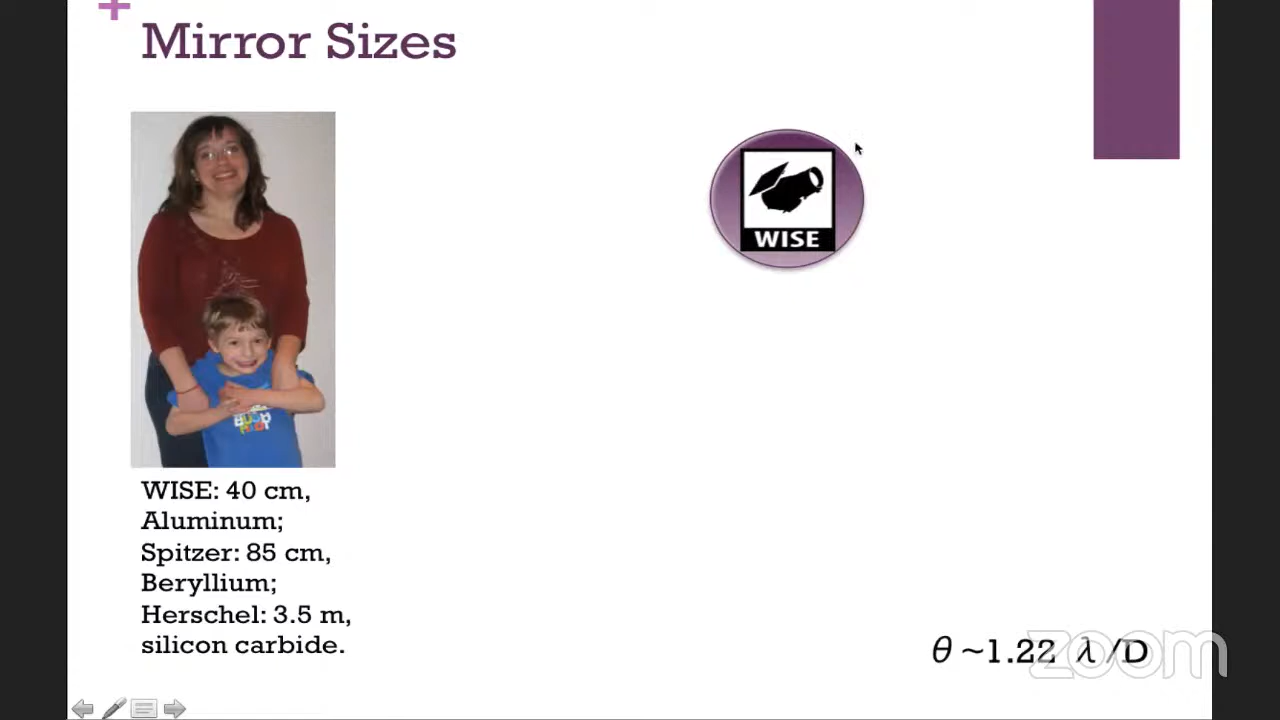 Mirror Sizes
WISE
WISE: 40 cm,
Aluminum;
Spitzer: 85 cm,
Beryllium;
Herschel: 3.5 m,
silicon carbide.
θ ~1.22 λ /D
zoom